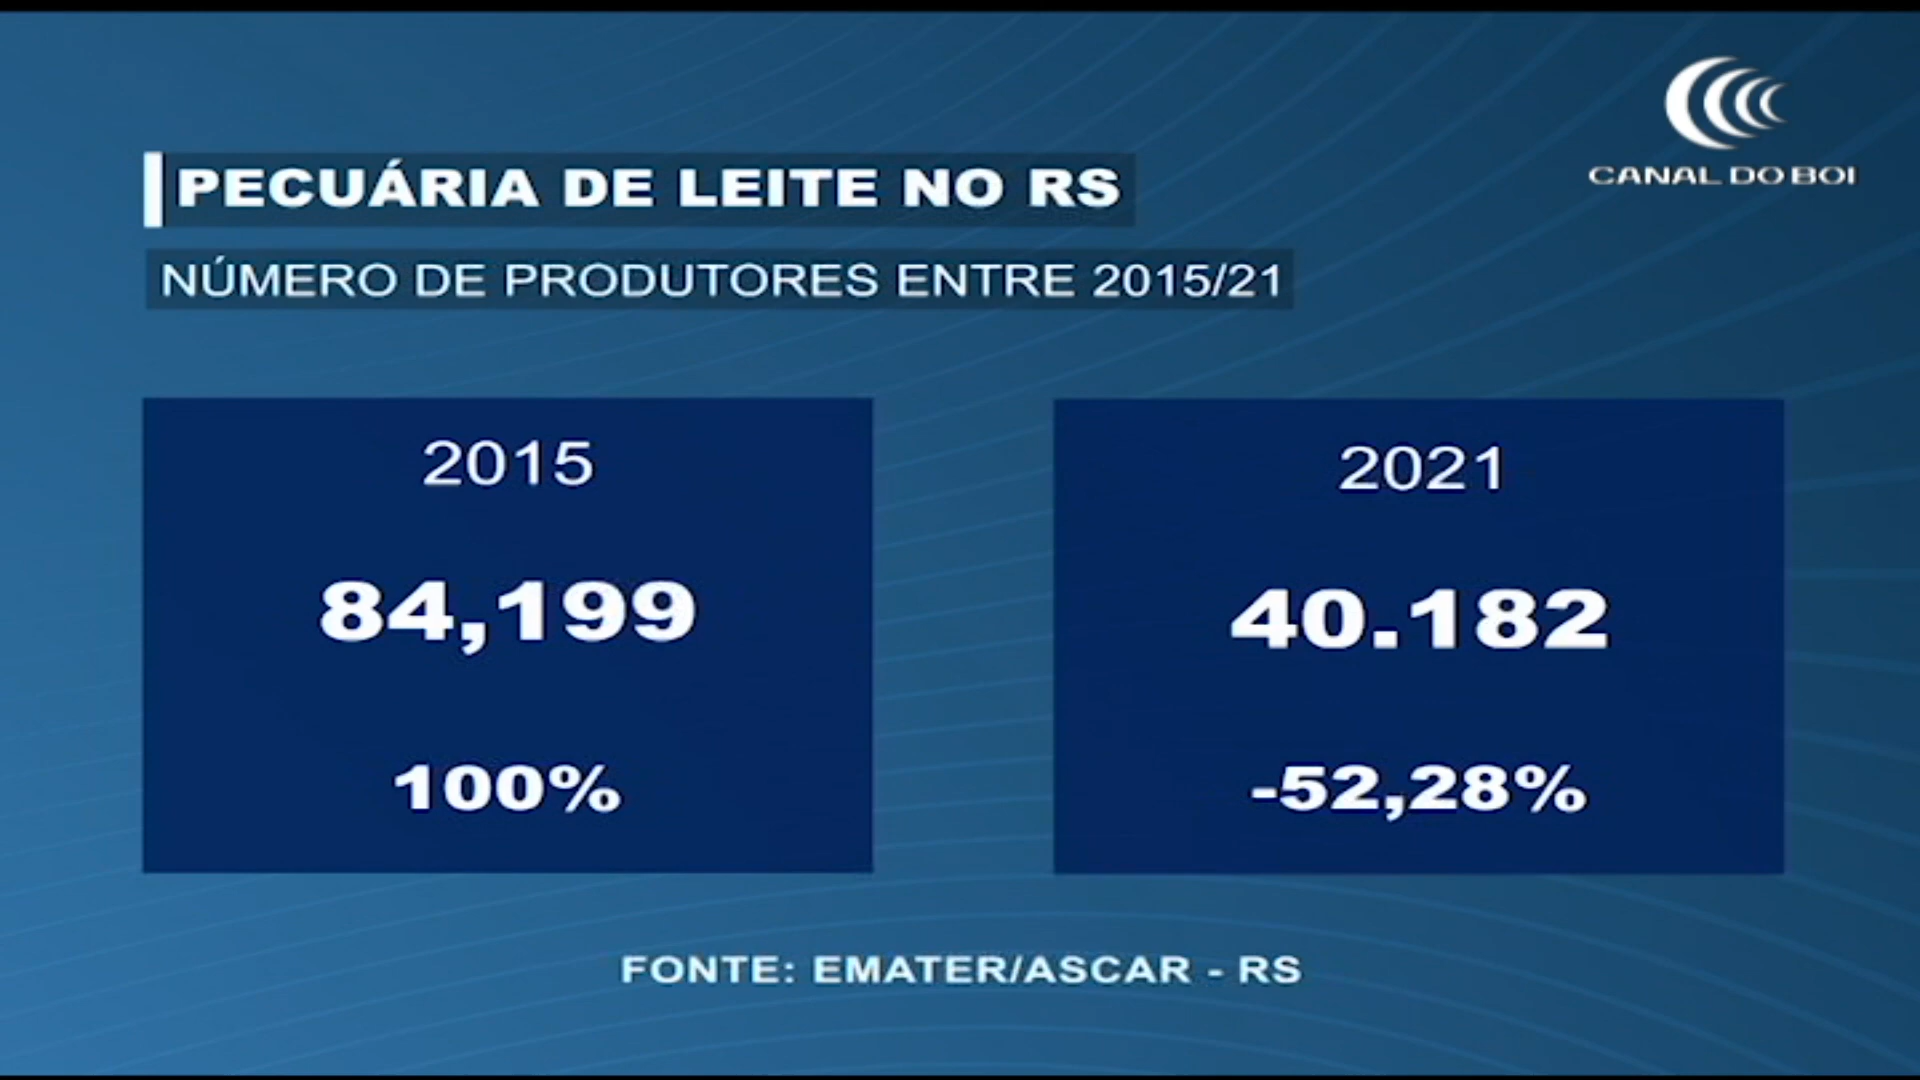 CANAL DO BOI
PECUÁRIA DE LEITE NO RS
NÚMERO DE PRODUTORES ENTRE 2015/21
2015
84,199
100%
2021
40.182
-52,28%
FONTE: EMATER/ASCAR - RS